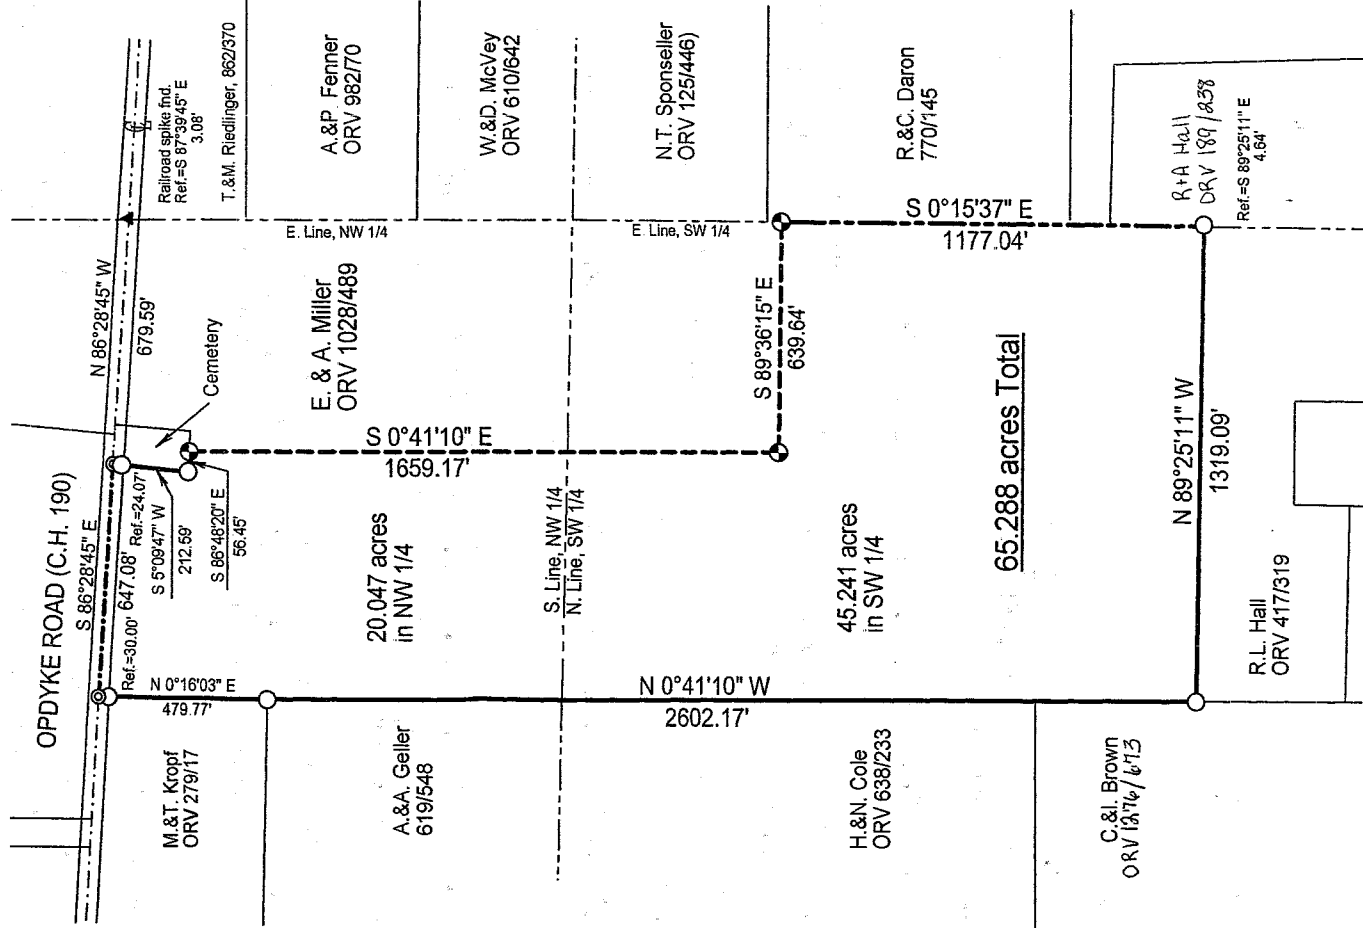 Railroad spike fnd.
Ref.=S 87°39'45" E
3.08'
T.&M. Riedlinger, 862/370
A.&P. Fenner
ORV 982/70
W.&D. McVey
ORV 610/642
N.T. Sponseller
ORV 125/446)
R.&C. Daron
770/145
R+A Hall
ORV 189/238
Ref.=S 89°25'11" E
4.64'
E. Line, NW 1/4
E. Line, SW 1/4
S 0°15'37" E
1177.04'
N 86°28'45" W
679.59'
Cemetery
E. & A. Miller
ORV 1028/489
S 89°36'15" E
639.64'
S 0°41'10" E
1659.17'
OPDYKE ROAD (C.H. 190)
S 86°28'45" E
647.08'
Ref.=30.00'
Ref.=24.07'
S 5°09'47" W
212.59'
S 86°48'20" E
56.45'
20.047 acres
in NW 1/4
S. Line, NW 1/4
N. Line, SW 1/4
45.241 acres
in SW 1/4
65.288 acres Total
N 89°25'11" W
1319.09'
N 0°16'03" E
479.77'
N 0°41'10" W
2602.17'
R.L. Hall
ORV 417/319
M.&T. Kropf
ORV 279/17
A.&A. Geller
619/548
H.&N. Cole
ORV 638/233
C.&I. Brown
ORV 1276/673